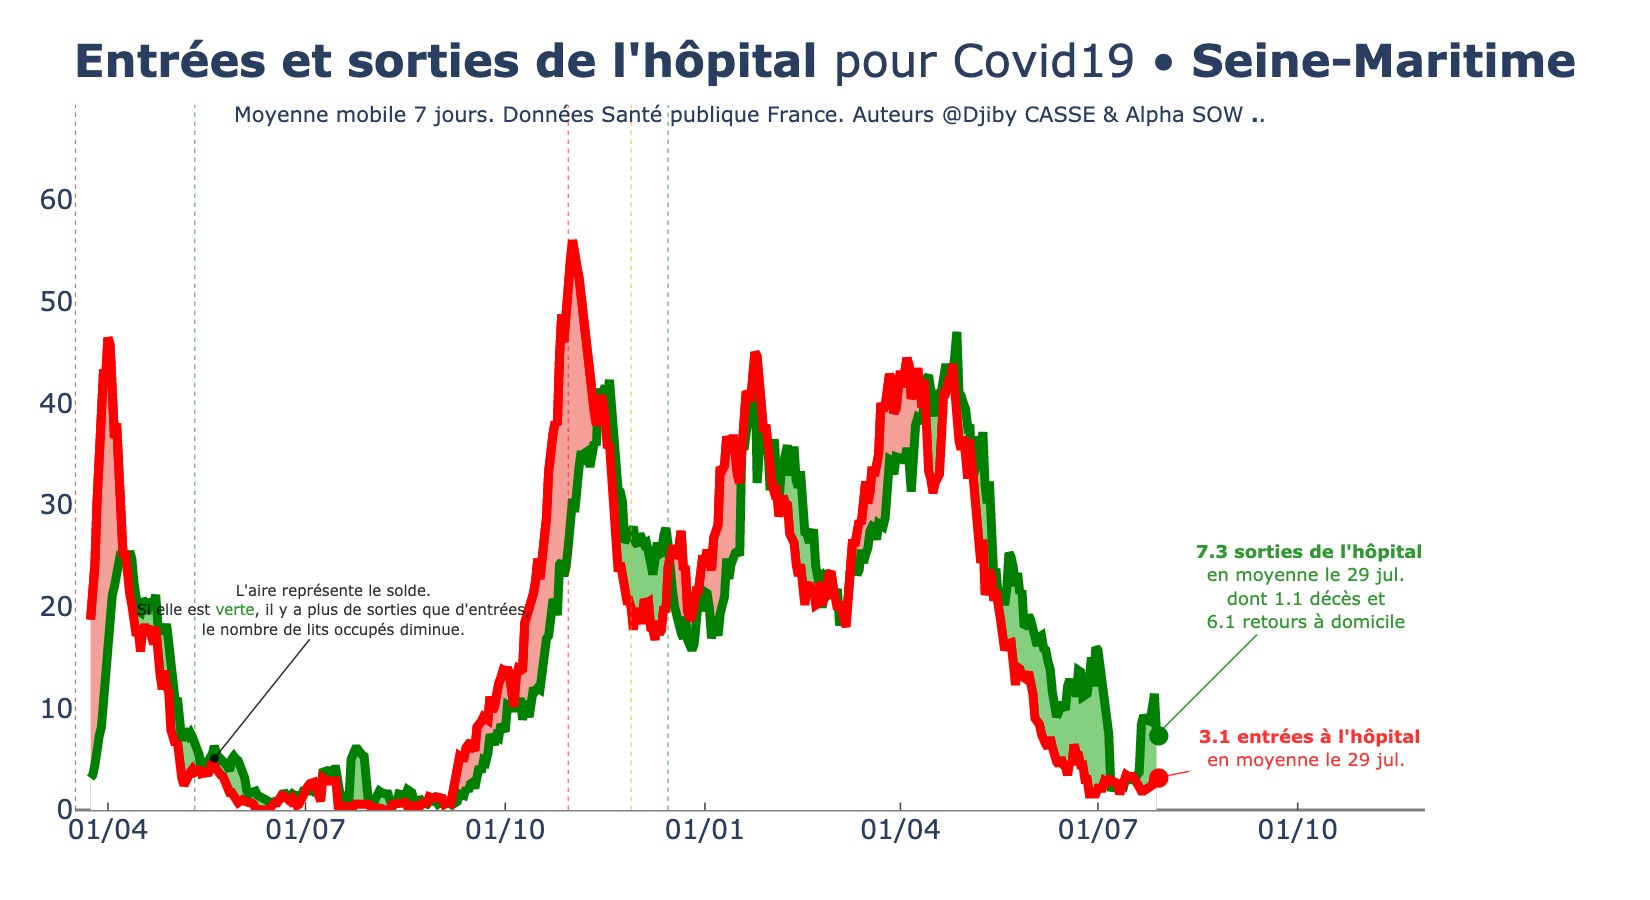 Entrées et sorties de l'hôpital pour Covid19 • Seine-Maritime
Moyenne mobile 7 jours. Données Santé publique France. Auteurs @Djiby CASSE & Alpha SOW ..
60
50
40
30
20
10
0
L'aire représente le solde.
Si elle est verte, il y a plus de sorties que d'entrées,
le nombre de lits occupés diminue.
7.3 sorties de l'hôpital
en moyenne le 29 jul.
dont 1.1 décès et
6.1 retours à domicile
3.1 entrées à l'hôpital
en moyenne le 29 jul.
01/04 01/07 01/10 01/01 01/04 01/07 01/10